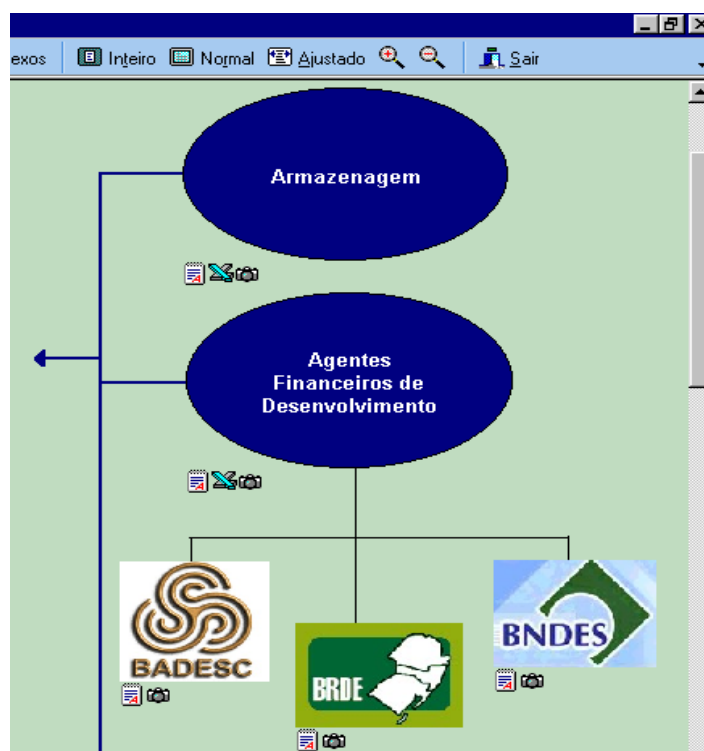 exos Inteiro Normal Ajustado Sair
Armazenagem
Agentes
Financeiros de
Desenvolvimento
BADESC
BRDE
BNDES